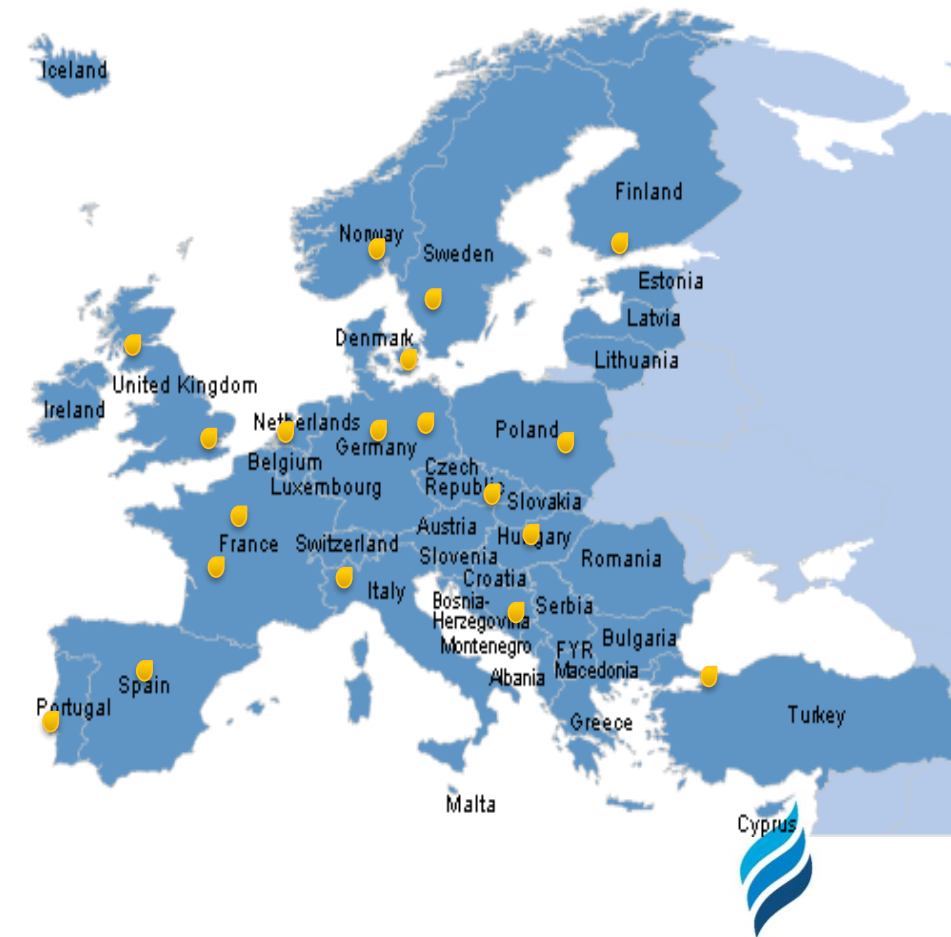 Iceland
Finland
Norway
Sweden
Estonia
Latvia
Denmark
Lithuania
United Kingdom
Ireland
Netherlands
Poland
Germany
Belgium
Czech
Republic
Luxembourg
Slovakia
Austria
Hungary
France
Switzerland
Slovenia
Romania
Croatia
Italy
Bosnia-
Herzegovina
Serbia
Bulgaria
Montenegro
FYR
Macedonia
Albania
Spain
Portugal
Greece
Turkey
Malta
Cyprus